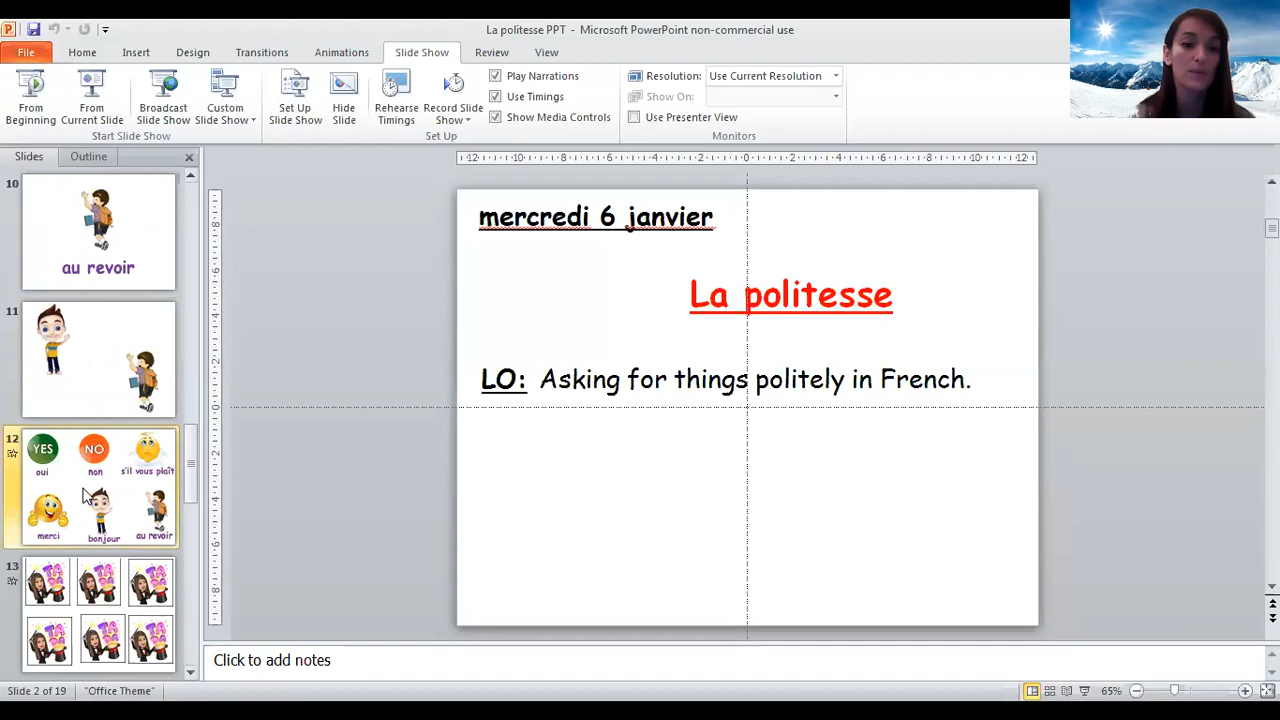 La politesse PPT - Microsoft PowerPoint non-commercial use
File Home Insert Design Transitions Animations Slide Show Review View
From Beginning
From Current Slide
Broadcast Slide Show
Custom Slide Show
Start Slide Show
Set Up Slide Show
Hide Slide
Rehearse Timings
Record Slide Show
Play Narrations
Use Timings
Show Media Controls
Set Up
Resolution: Use Current Resolution
Show On:
Use Presenter View
Monitors
Slides Outline
10
au revoir
11
12
YES NO
oui non s'il vous plaît
merci bonjour au revoir
13
mercredi 6 janvier
La politesse
LO: Asking for things politely in French.
Click to add notes
Slide 2 of 19 "Office Theme" 65%